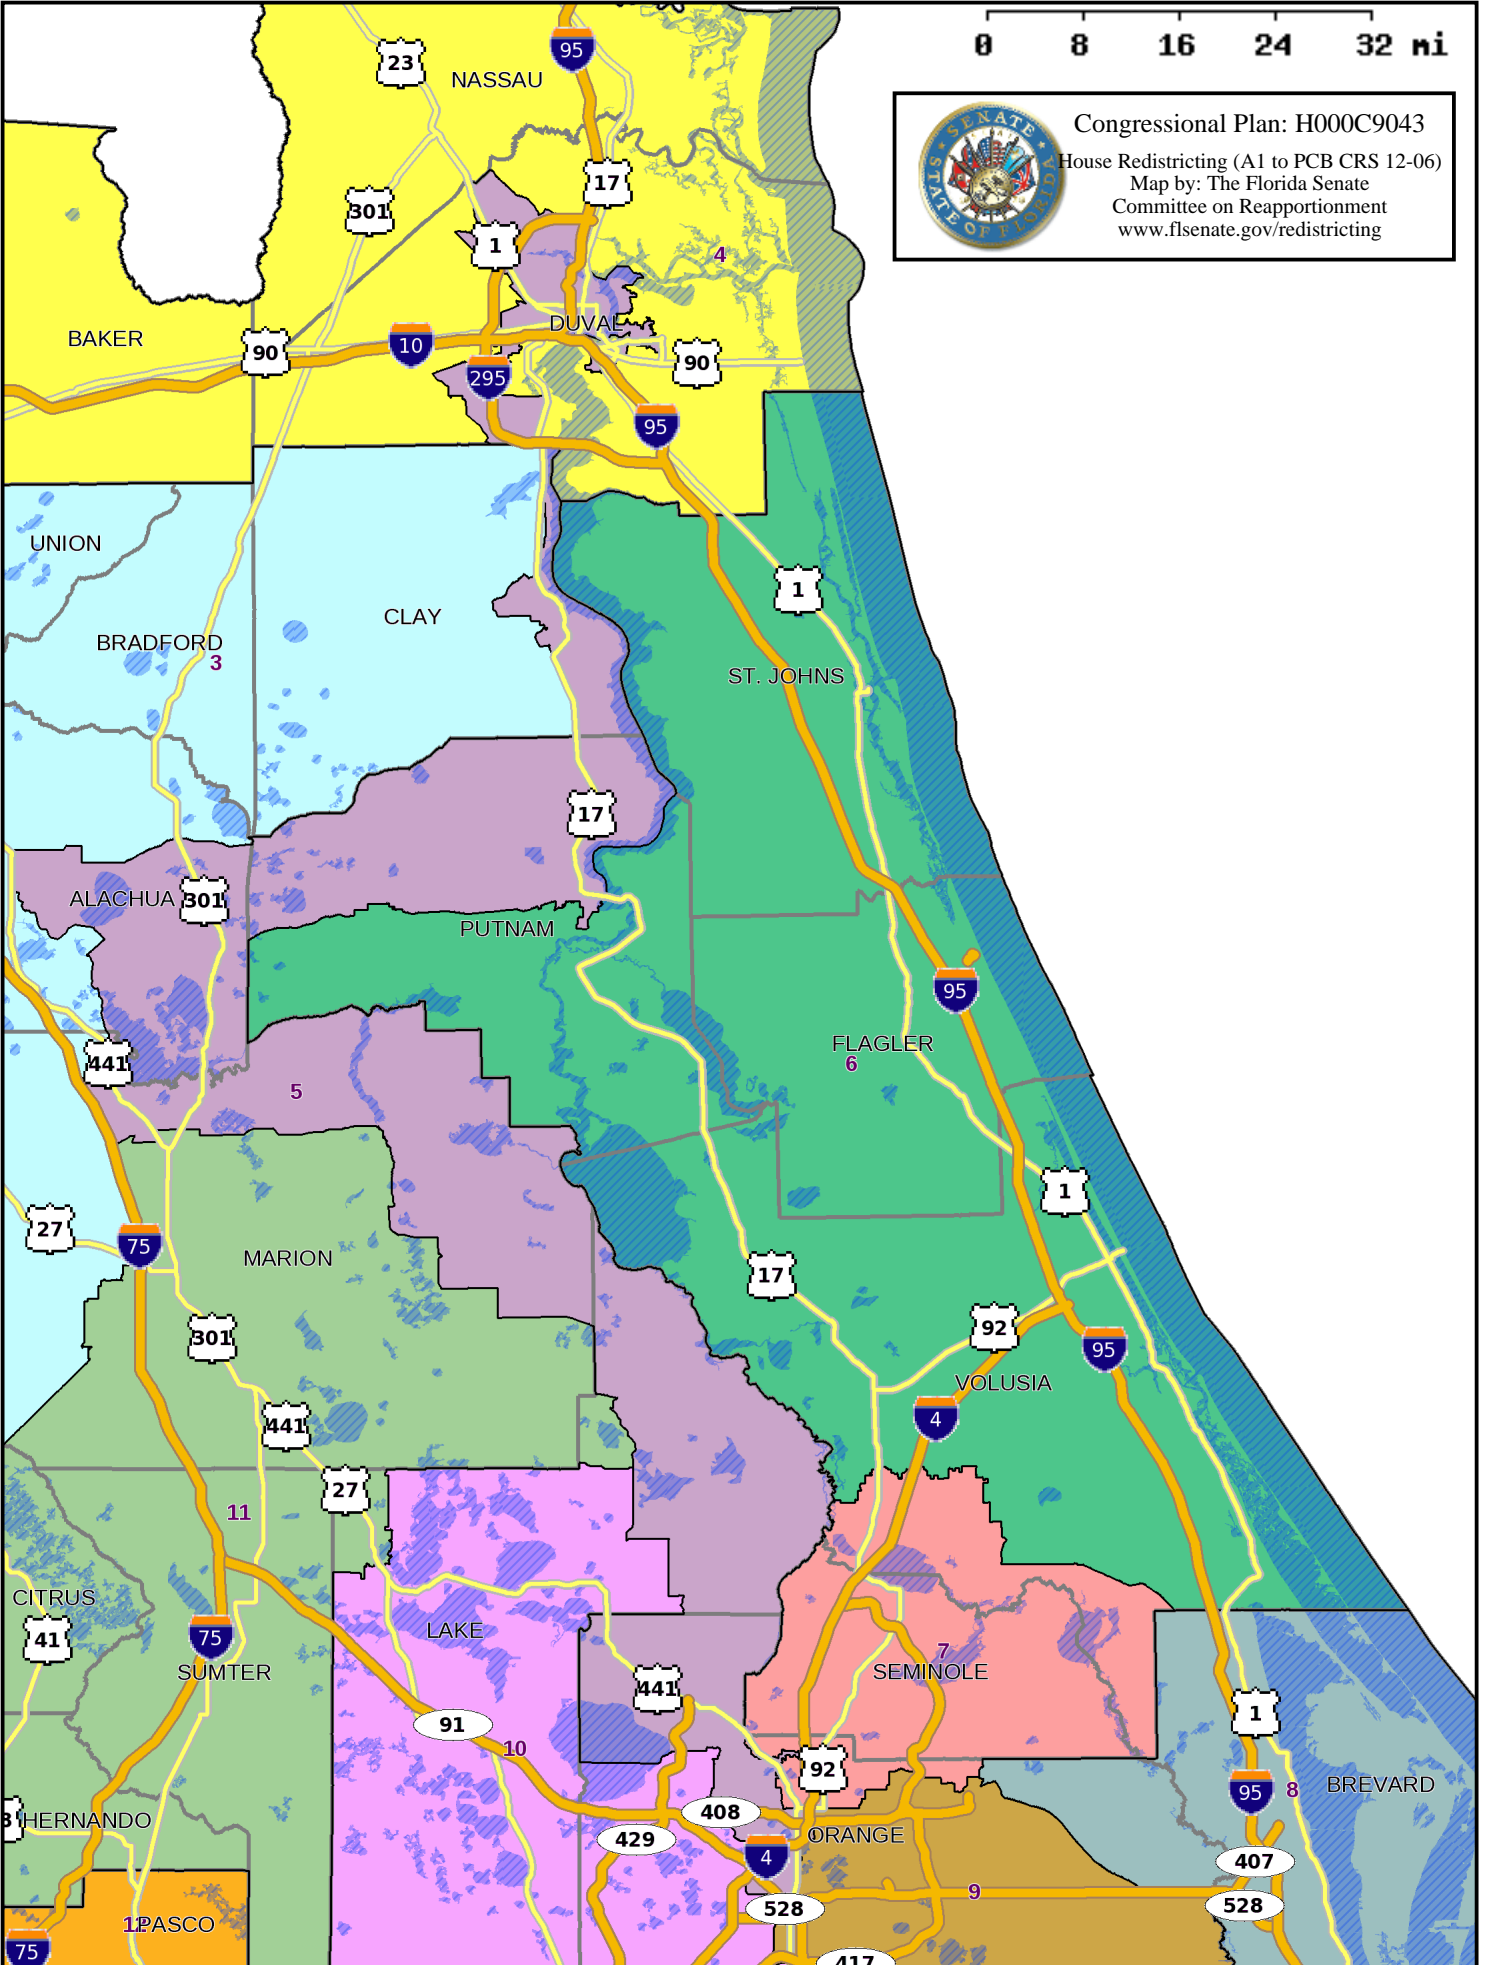 0 8 16 24 32 mi
Congressional Plan: H000C9043
House Redistricting (A1 to PCB CRS 12-06)
Map by: The Florida Senate
Committee on Reapportionment
www.flsenate.gov/redistricting
SENATE
STATE OF FLORIDA
95
23
NASSAU
17
301
1
4
DUVAL
BAKER
10
90
90
295
95
UNION
1
CLAY
BRADFORD
3
ST. JOHNS
17
ALACHUA
301
PUTNAM
95
FLAGLER
6
441
5
1
27
75
MARION
17
301
92
95
VOLUSIA
4
441
27
11
CITRUS
41
75
LAKE
SUMTER
7
SEMINOLE
441
1
91
10
92
95
8
BREVARD
HERNANDO
408
429
ORANGE
4
407
9
528
528
PASCO
75
417